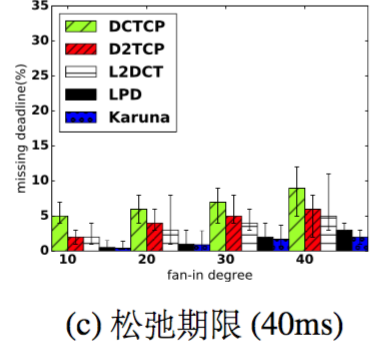 35
30
25
20
15
10
5
0
missing deadline(%)
DCTCP
D2TCP
L2DCT
LPD
Karuna
10 20 30 40
fan-in degree
(c) 松弛期限 (40ms)